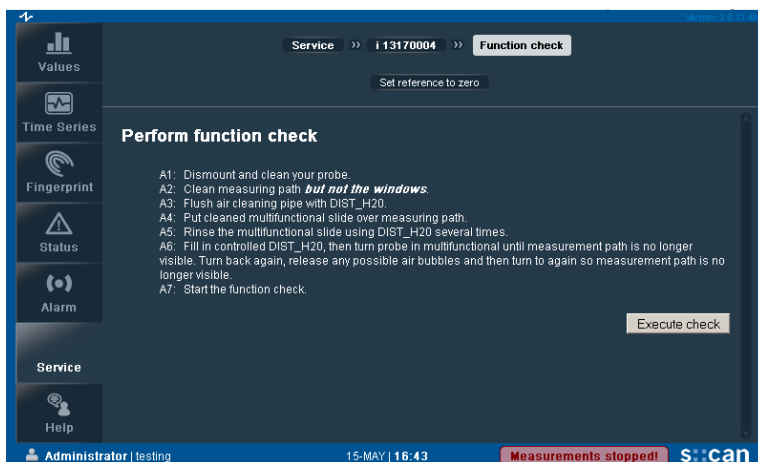 Version: 2.0.13.48
Service » i 13170004 » Function check
Set reference to zero
Values
Time Series
Fingerprint
Status
Alarm
Service
Help
Perform function check
A1: Dismount and clean your probe.
A2: Clean measuring path but not the windows.
A3: Flush air cleaning pipe with DIST_H20.
A4: Put cleaned multifunctional slide over measuring path.
A5: Rinse the multifunctional slide using DIST_H20 several times.
A6: Fill in controlled DIST_H20, then turn probe in multifunctional until measurement path is no longer
visible. Turn back again, release any possible air bubbles and then turn to again so measurement path is no
longer visible.
A7: Start the function check.
Execute check
Administrator | testing
15-MAY | 16:43
Measurements stopped!
s::can